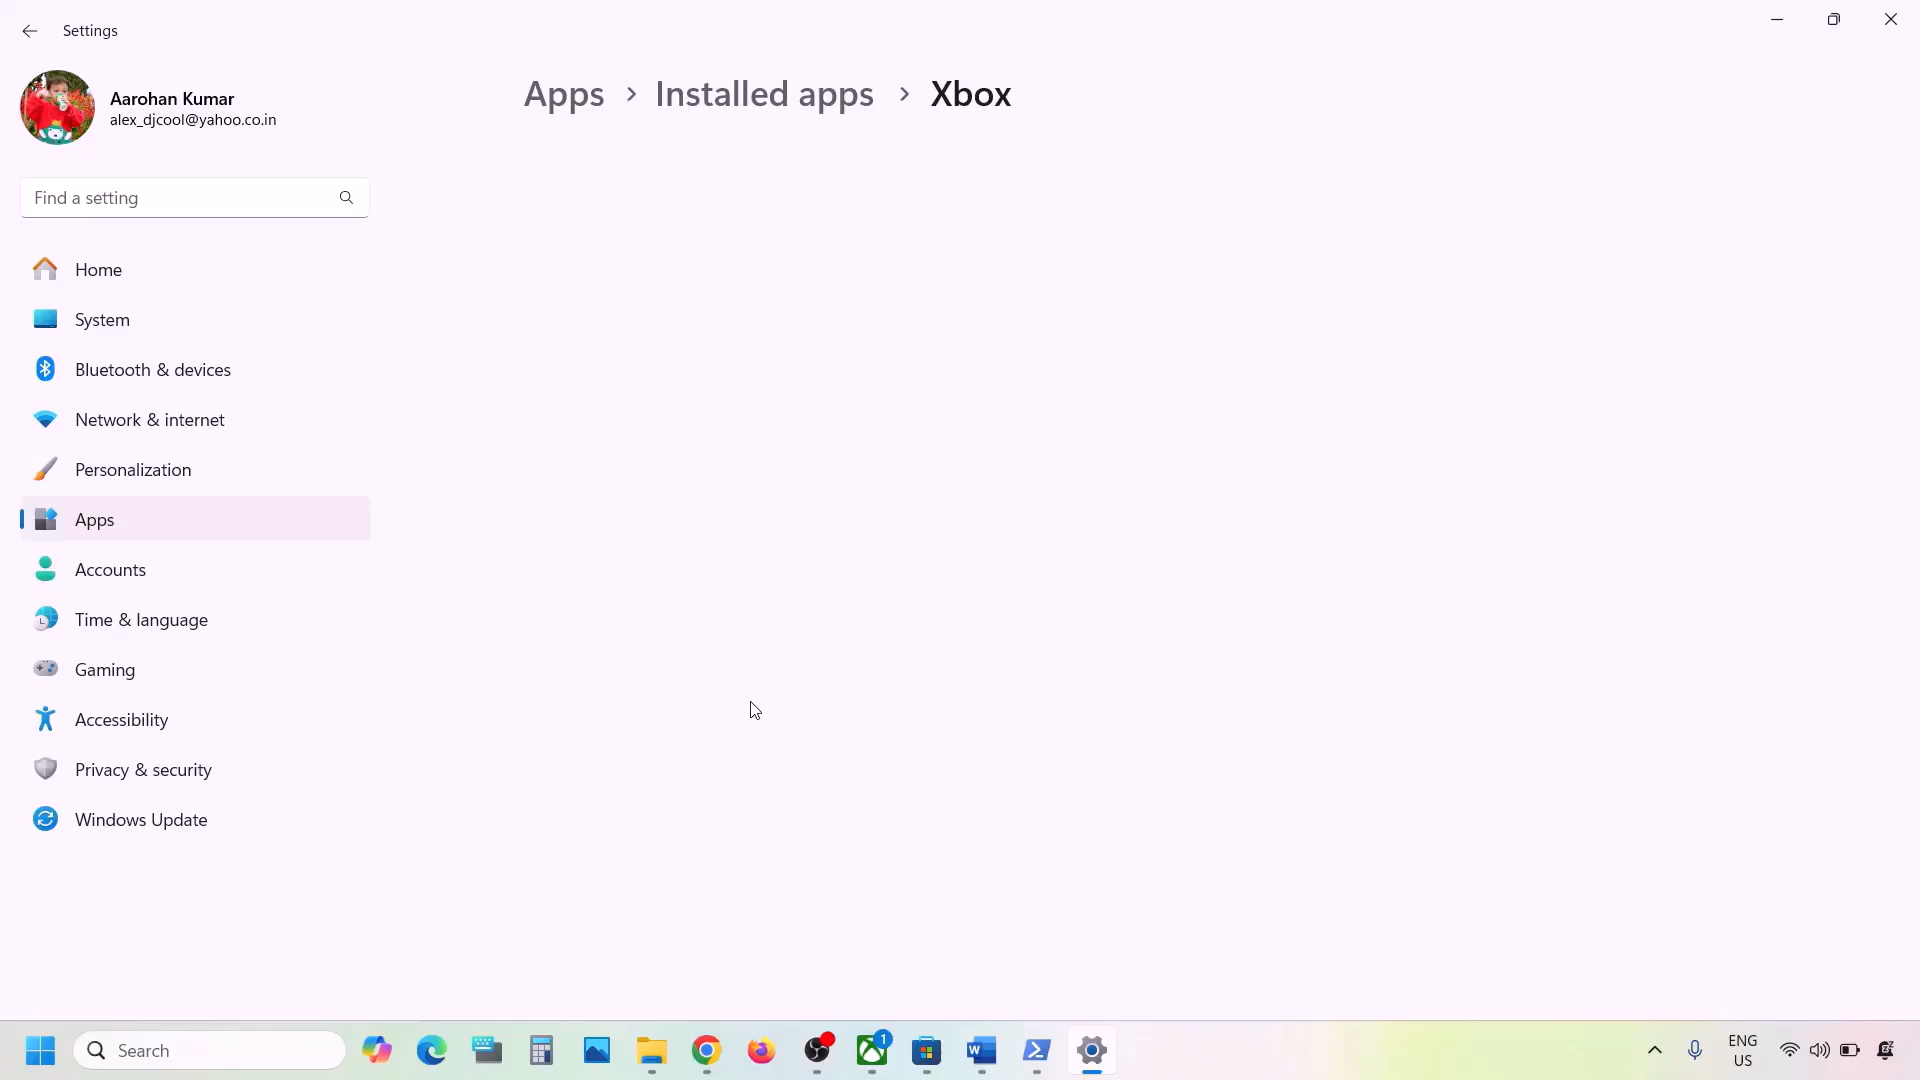 Settings
Aarohan Kumar
alex_djcool@yahoo.co.in
Apps > Installed apps > Xbox
Find a setting
Home
System
Bluetooth & devices
Network & internet
Personalization
Apps
Accounts
Time & language
Gaming
Accessibility
Privacy & security
Windows Update
Search
1
ENG
US